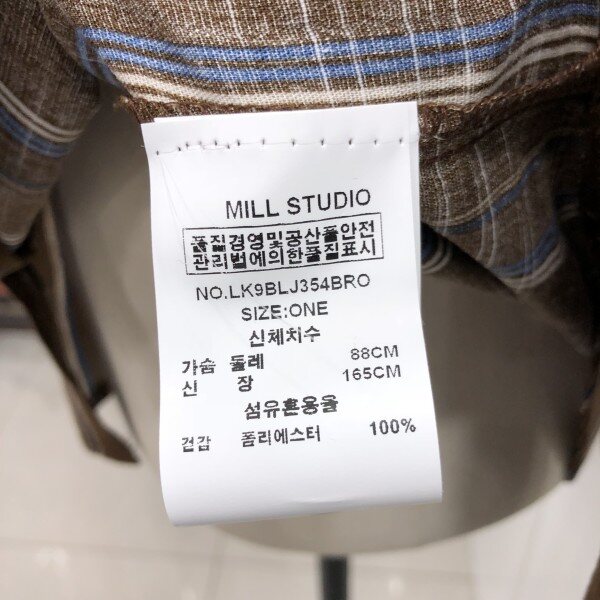 MILL STUDIO
품질경영및공산품안전
관리법에의한품질표시
NO.LK9BLJ354BRO
SIZE:ONE
신체치수
가슴 둘레 88CM
신 장 165CM
섬유혼용율
겉감 폴리에스터 100%